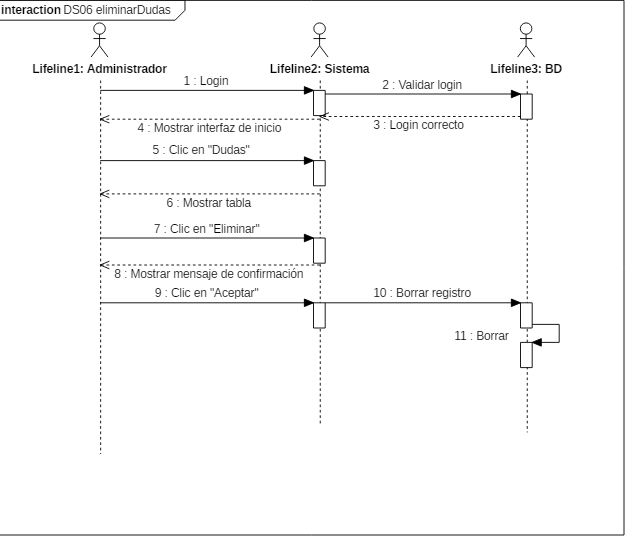 interaction DS06 eliminarDudas
Lifeline1: Administrador
Lifeline2: Sistema
Lifeline3: BD
1 : Login
2 : Validar login
3 : Login correcto
4 : Mostrar interfaz de inicio
5 : Clic en "Dudas"
6 : Mostrar tabla
7 : Clic en "Eliminar"
8 : Mostrar mensaje de confirmación
9 : Clic en "Aceptar"
10 : Borrar registro
11 : Borrar